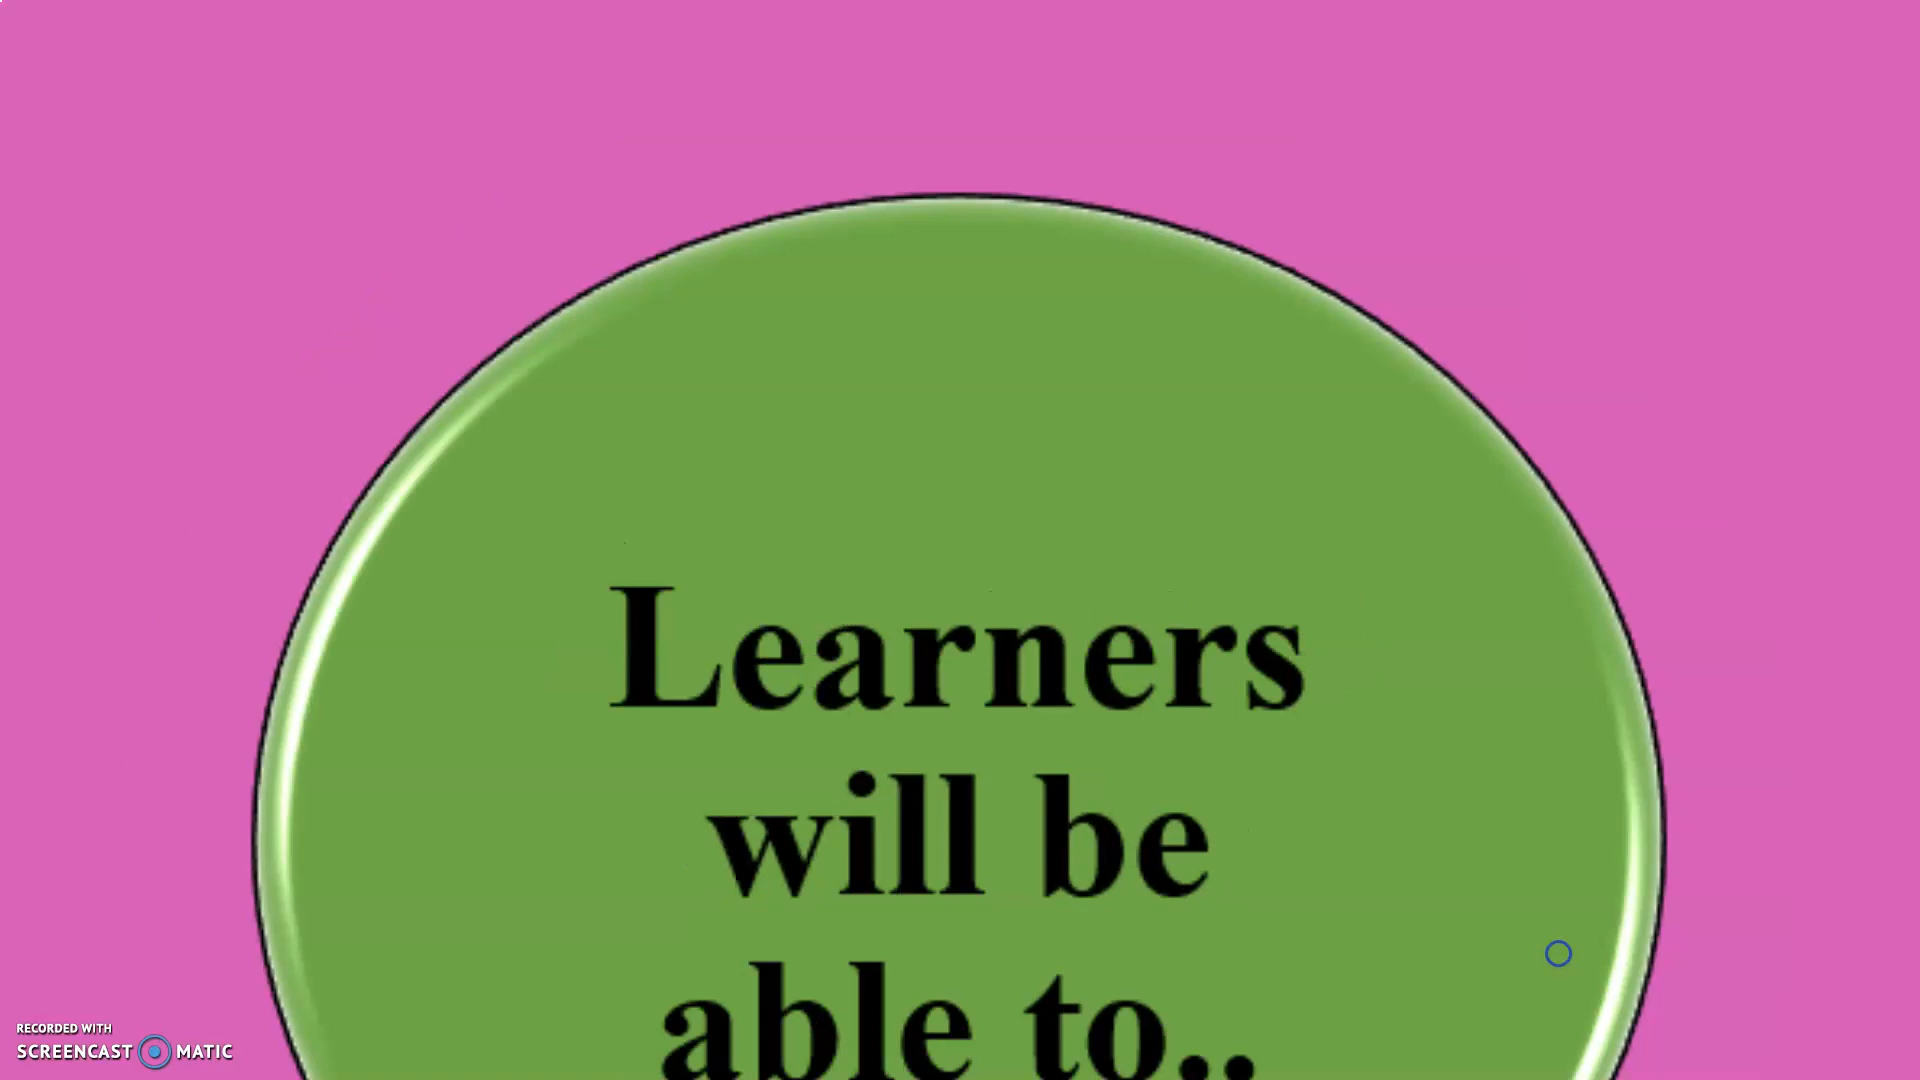 Learners
will be
able to..
RECORDED WITH
SCREENCAST MATIC